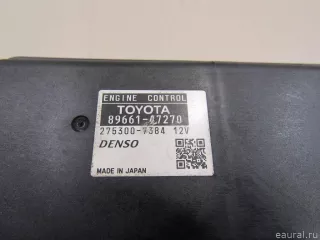 ENGINE CONTROL
TOYOTA
89661-47270
275300-7384 12V
DENSO
MADE IN JAPAN
© eaural.ru